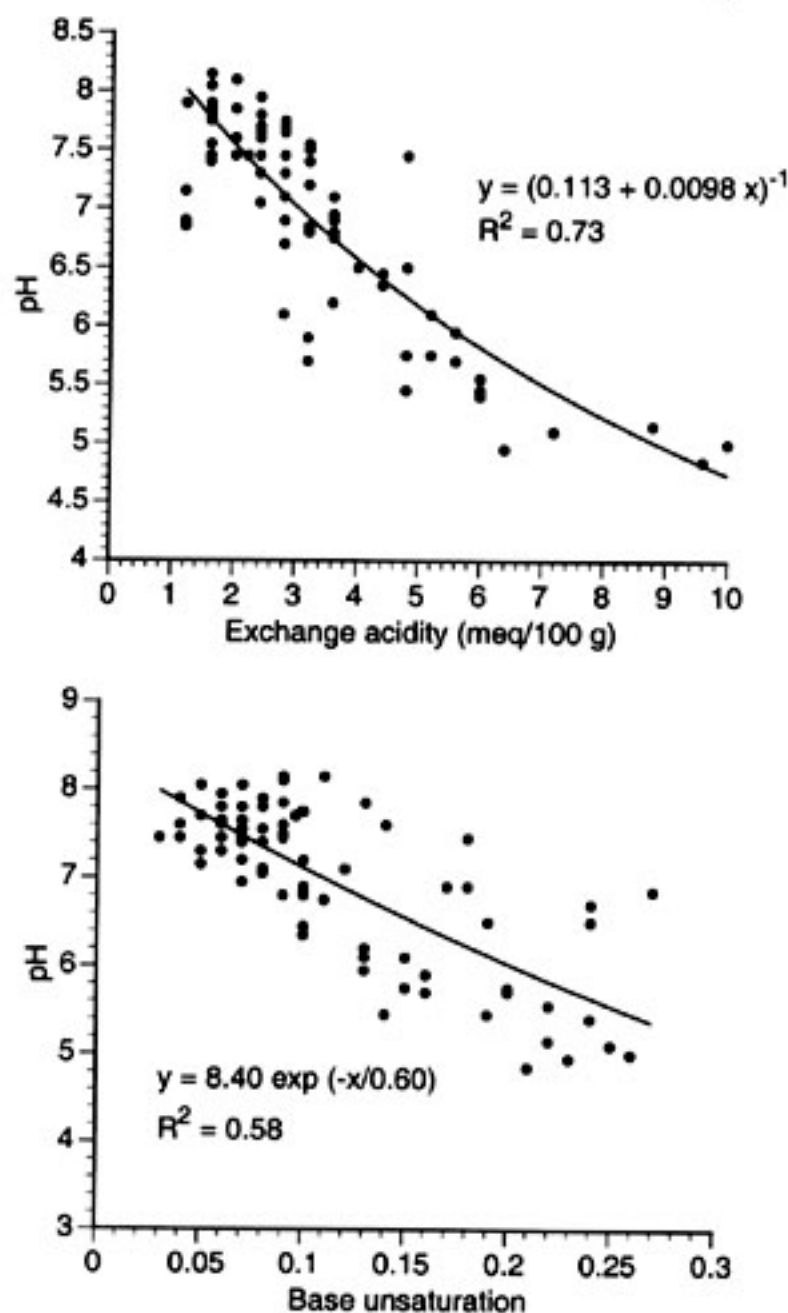 8.5
8
7.5
7
6.5
6
5.5
5
4.5
4
pH
y = (0.113 + 0.0098 x)⁻¹
R² = 0.73
0 1 2 3 4 5 6 7 8 9 10
Exchange acidity (meq/100 g)
9
8
7
6
5
4
3
pH
y = 8.40 exp (-x/0.60)
R² = 0.58
0 0.05 0.1 0.15 0.2 0.25 0.3
Base unsaturation